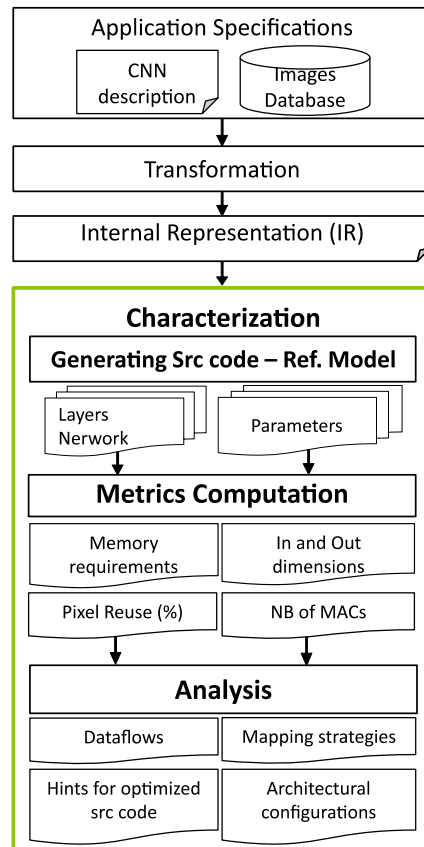 Application Specifications
CNN
description
Images
Database
Transformation
Internal Representation (IR)
Characterization
Generating Src code – Ref. Model
Layers
Nerwork
Parameters
Metrics Computation
Memory
requirements
In and Out
dimensions
Pixel Reuse (%)
NB of MACs
Analysis
Dataflows
Mapping strategies
Hints for optimized
src code
Architectural
configurations